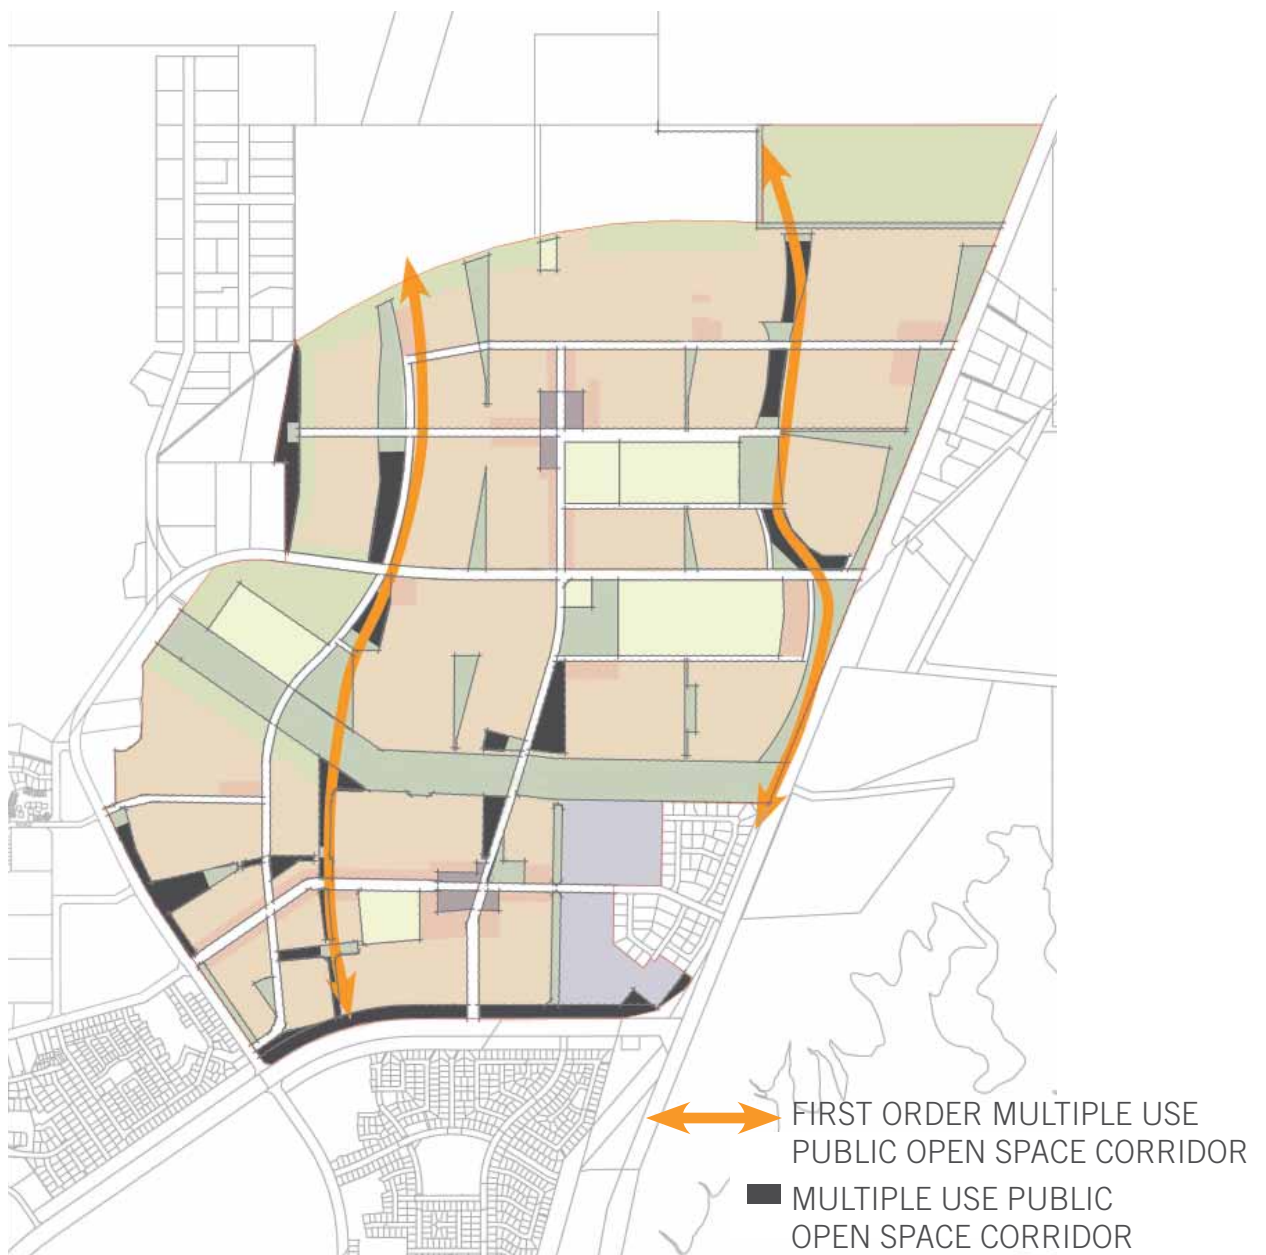 FIRST ORDER MULTIPLE USE
PUBLIC OPEN SPACE CORRIDOR
MULTIPLE USE PUBLIC
OPEN SPACE CORRIDOR